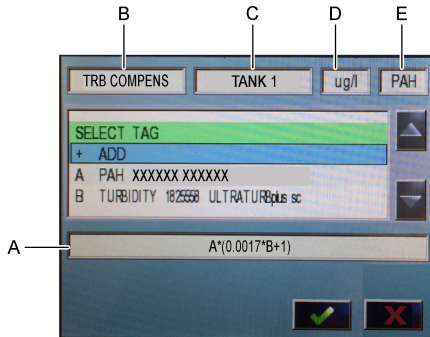 B C D E
TRB COMPENS TANK 1 ug/l PAH
SELECT TAG
+ ADD
A PAH XXXXXX XXXXXX
B TURBIDITY 1825558 ULTRATURBplus sc
A
A*(0.0017*B+1)